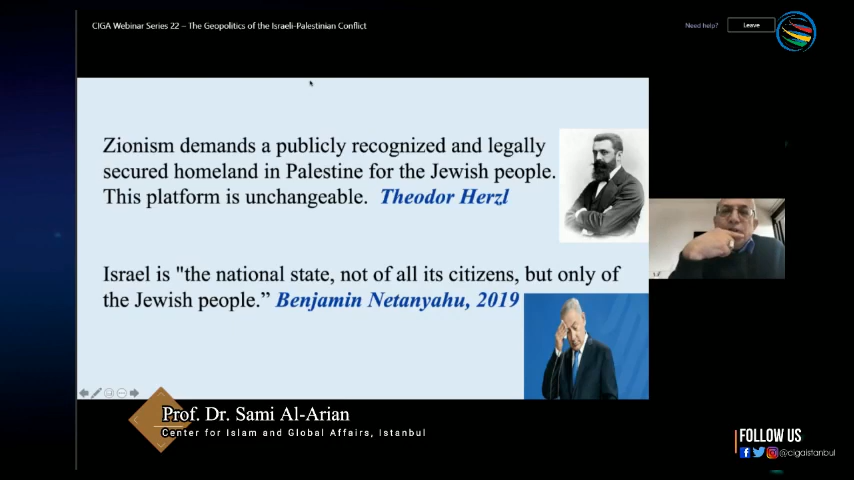 CIGA Webinar Series 22 – The Geopolitics of the Israeli-Palestinian Conflict
Need help?
Leave
Zionism demands a publicly recognized and legally
secured homeland in Palestine for the Jewish people.
This platform is unchangeable. Theodor Herzl
Israel is "the national state, not of all its citizens, but only of
the Jewish people.” Benjamin Netanyahu, 2019
Prof. Dr. Sami Al-Arian
Center for Islam and Global Affairs, Istanbul
FOLLOW US
@cigaistanbul